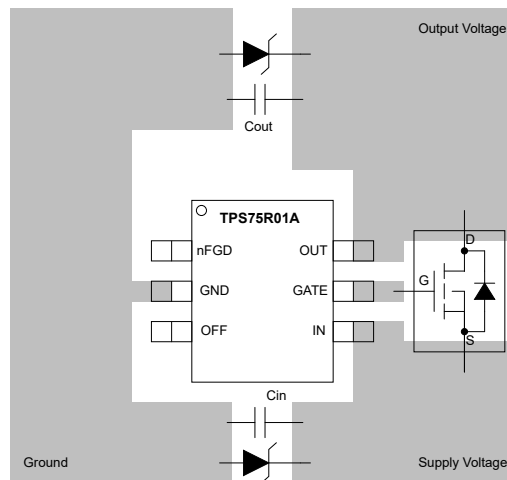 Output Voltage
Cout
TPS75R01A
nFGD
OUT
D
GND
GATE
G
OFF
IN
S
Cin
Ground
Supply Voltage